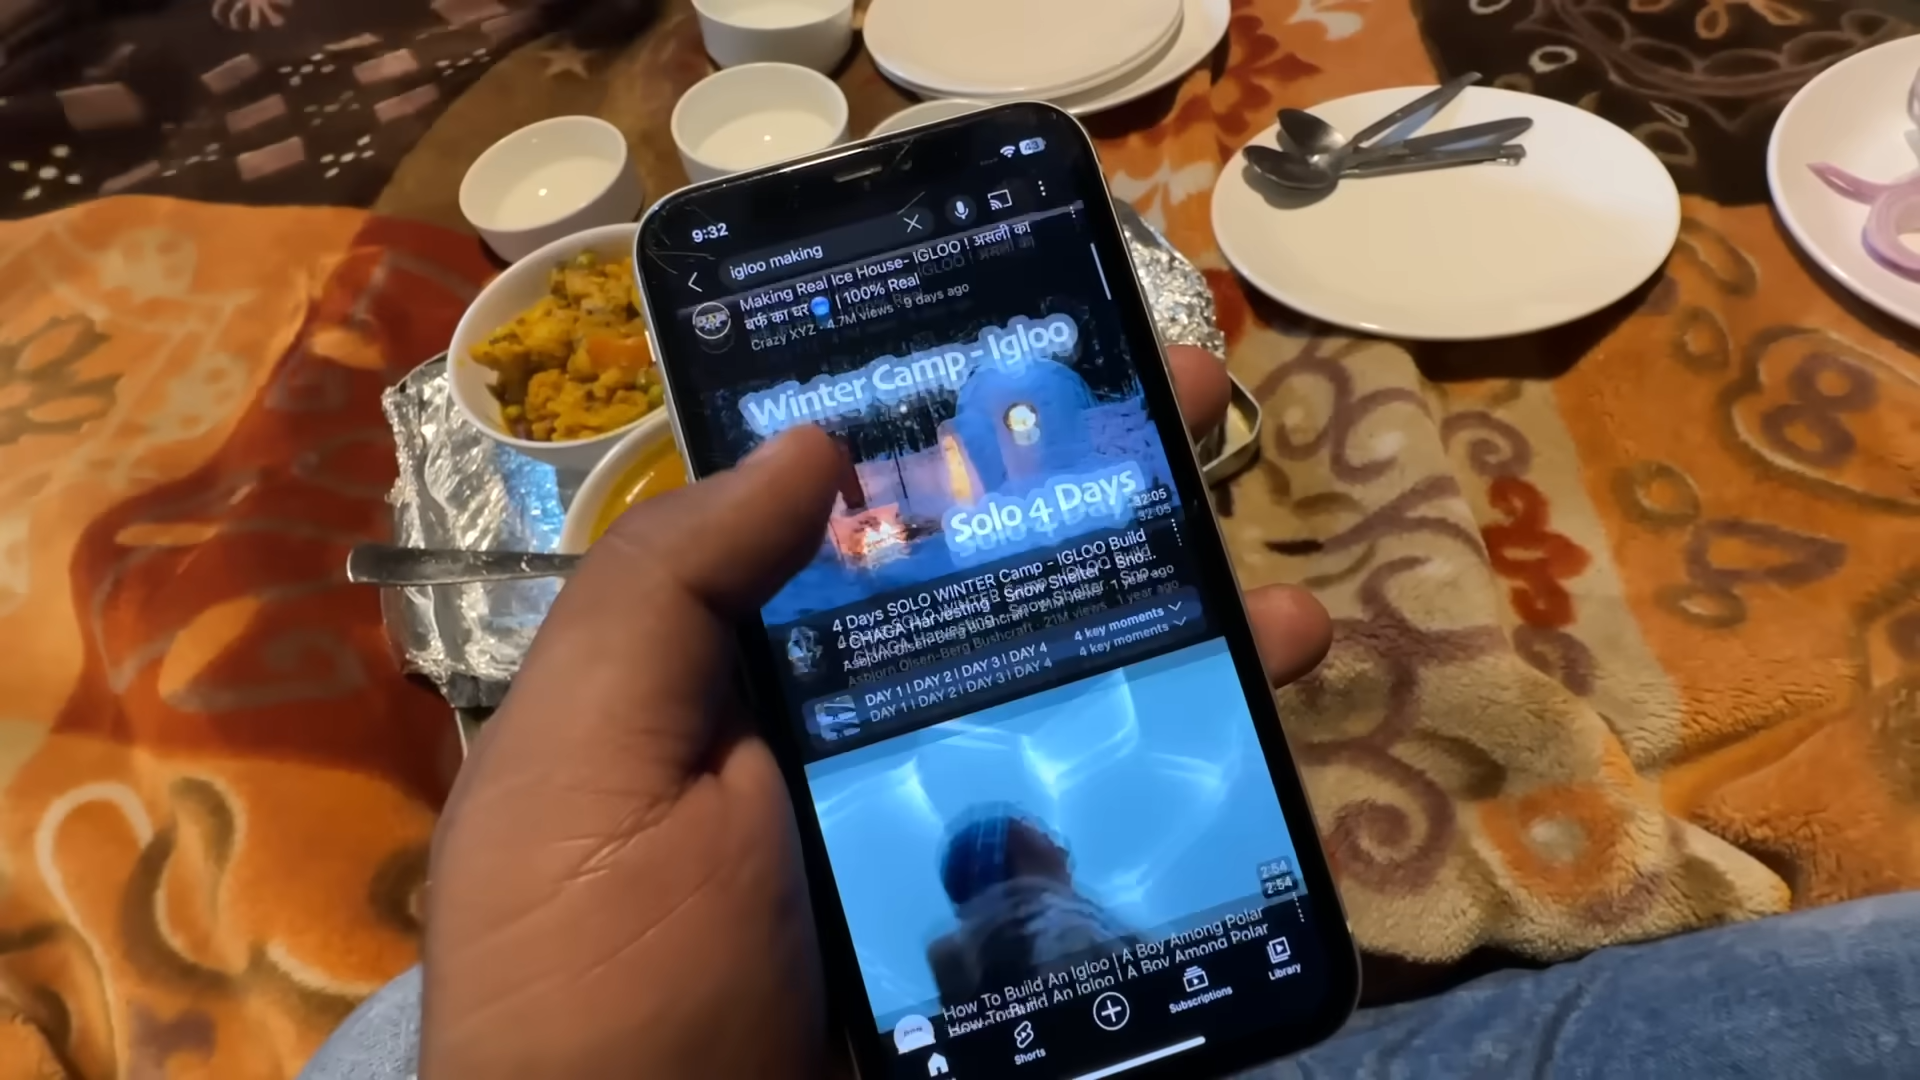 9:32
43
igloo making
Making Real Ice House- IGLOO ! असली का
बर्फ का घर🔵 | 100% Real
Crazy XYZ · 4.7M views · 9 days ago
Winter Camp - Igloo
Solo 4 Days
32:05
4 Days SOLO WINTER Camp - IGLOO Build
- CHAGA Harvesting - Snow Shelter - Sno...
Asbjorn Olsen-Berg Bushcraft · 21M views · 1 year ago
4 key moments
DAY 1 | DAY 2 | DAY 3 | DAY 4
2:54
How To Build An Igloo | A Boy Among Polar
Shorts
Subscriptions
Library